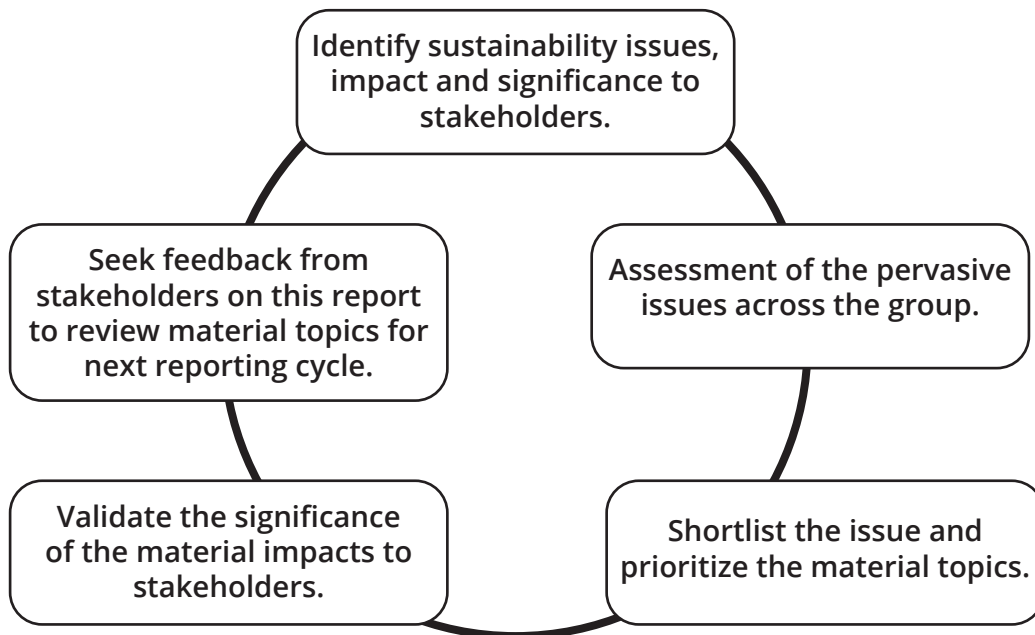 Identify sustainability issues,
impact and significance to
stakeholders.
Assessment of the pervasive
issues across the group.
Shortlist the issue and
prioritize the material topics.
Validate the significance
of the material impacts to
stakeholders.
Seek feedback from
stakeholders on this report
to review material topics for
next reporting cycle.